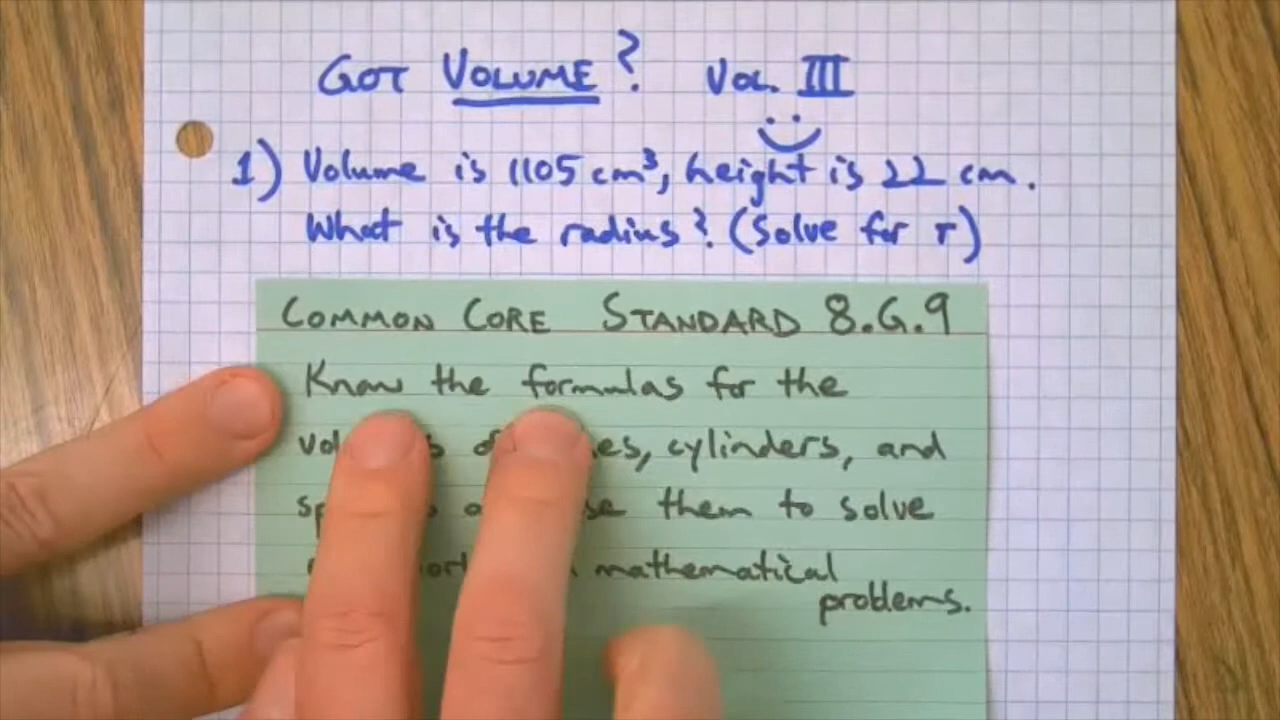 GOT VOLUME? VOL. III
1) Volume is 1105 cm³, height is 22 cm.
What is the radius? (Solve for r)
COMMON CORE STANDARD 8.G.9
Know the formulas for the
cylinders, and
them to solve
mathematical
problems.